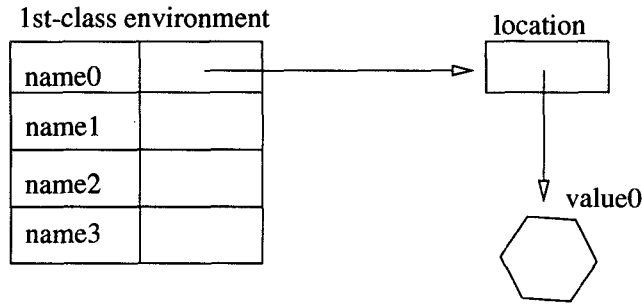 1st-class environment
location
name0
name1
name2
name3
value0